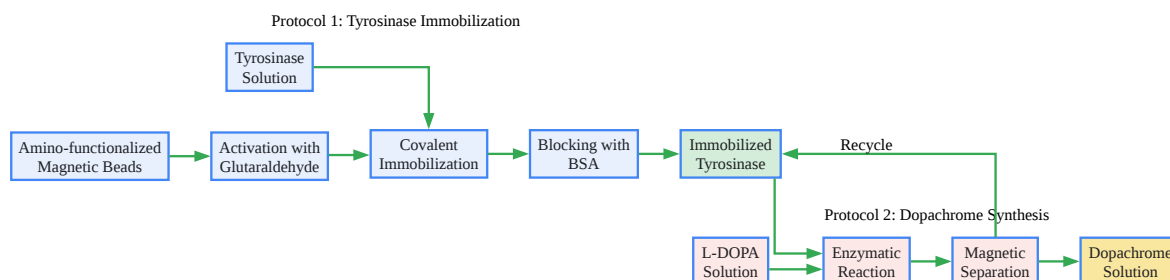 Protocol 1: Tyrosinase Immobilization
Tyrosinase
Solution
Amino-functionalized
Magnetic Beads
Activation with
Glutaraldehyde
Covalent
Immobilization
Blocking with
BSA
Immobilized
Tyrosinase
Recycle
Protocol 2: Dopachrome Synthesis
L-DOPA
Solution
Enzymatic
Reaction
Magnetic
Separation
Dopachrome
Solution